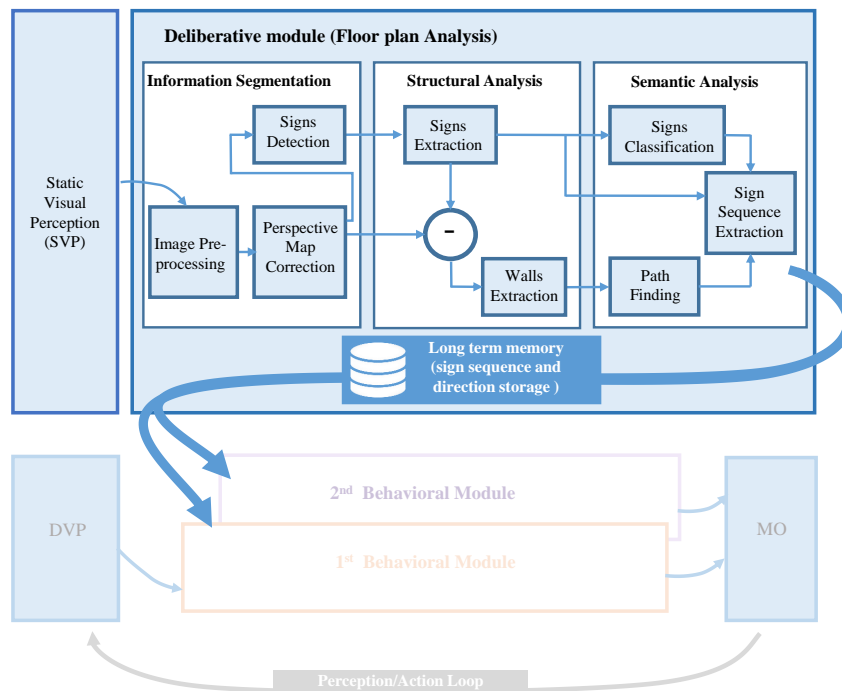 Deliberative module (Floor plan Analysis)
Information Segmentation
Structural Analysis
Semantic Analysis
Signs
Detection
Signs
Extraction
Signs
Classification
Static
Visual
Perception
(SVP)
Image Pre-
processing
Perspective
Map
Correction
-
Sign
Sequence
Extraction
Walls
Extraction
Path
Finding
Long term memory
(sign sequence and
direction storage )
2nd Behavioral Module
DVP
1st Behavioral Module
MO
Perception/Action Loop